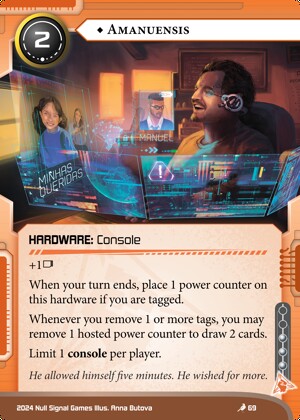 2
◆ Amanuensis
MANUEL
MINHAS
QUERIDAS
HARDWARE: Console
+1
When your turn ends, place 1 power counter on
this hardware if you are tagged.
Whenever you remove 1 or more tags, you may
remove 1 hosted power counter to draw 2 cards.
Limit 1 console per player.
He allowed himself five minutes. He wished for more.
2024 Null Signal Games Illus. Anna Butova
69